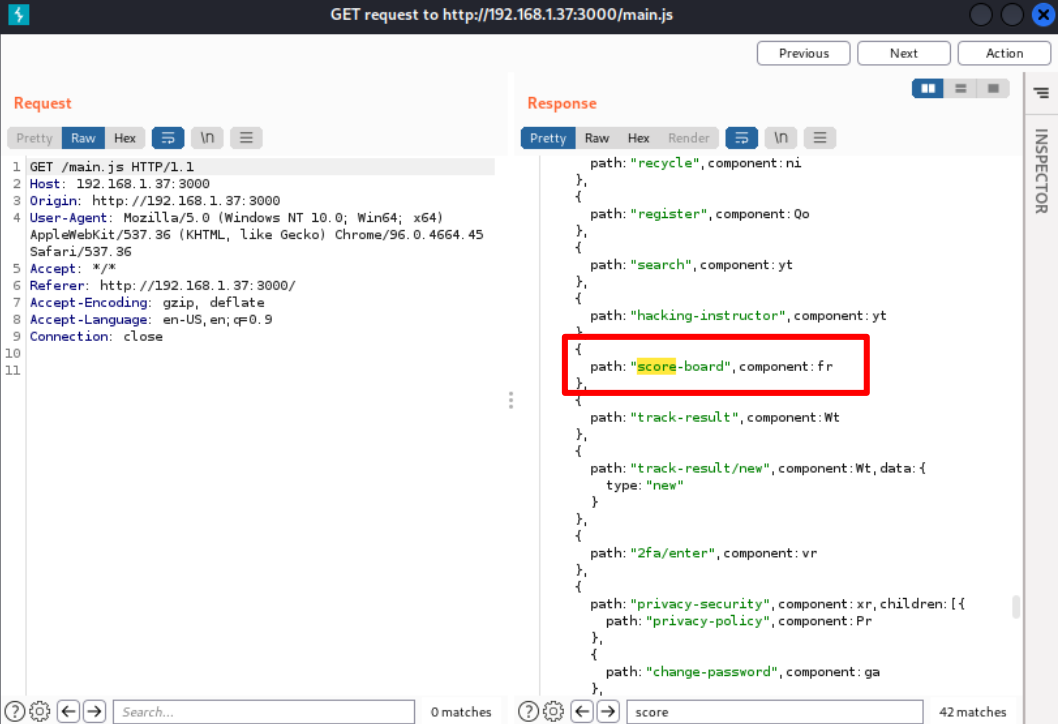 GET request to http://192.168.1.37:3000/main.js
Previous
Next
Action
Request
Response
Pretty Raw Hex \n
Pretty Raw Hex Render \n
INSPECTOR
1 GET /main.js HTTP/1.1
2 Host: 192.168.1.37:3000
3 Origin: http://192.168.1.37:3000
4 User-Agent: Mozilla/5.0 (Windows NT 10.0; Win64; x64)
AppleWebKit/537.36 (KHTML, like Gecko) Chrome/96.0.4664.45
Safari/537.36
5 Accept: */*
6 Referer: http://192.168.1.37:3000/
7 Accept-Encoding: gzip, deflate
8 Accept-Language: en-US,en;q=0.9
9 Connection: close
10
11
path:"recycle",component:ni
},
{
path:"register",component:Qo
},
{
path:"search",component:yt
},
{
path:"hacking-instructor",component:yt
},
{
path:"score-board",component:fr
},
{
path:"track-result",component:Wt
},
{
path:"track-result/new",component:Wt,data:{
type:"new"
}
},
{
path:"2fa/enter",component:vr
},
{
path:"privacy-security",component:xr,children:[{
path:"privacy-policy",component:Pr
},
{
path:"change-password",component:ga
},
? Search... 0 matches
? score 42 matches